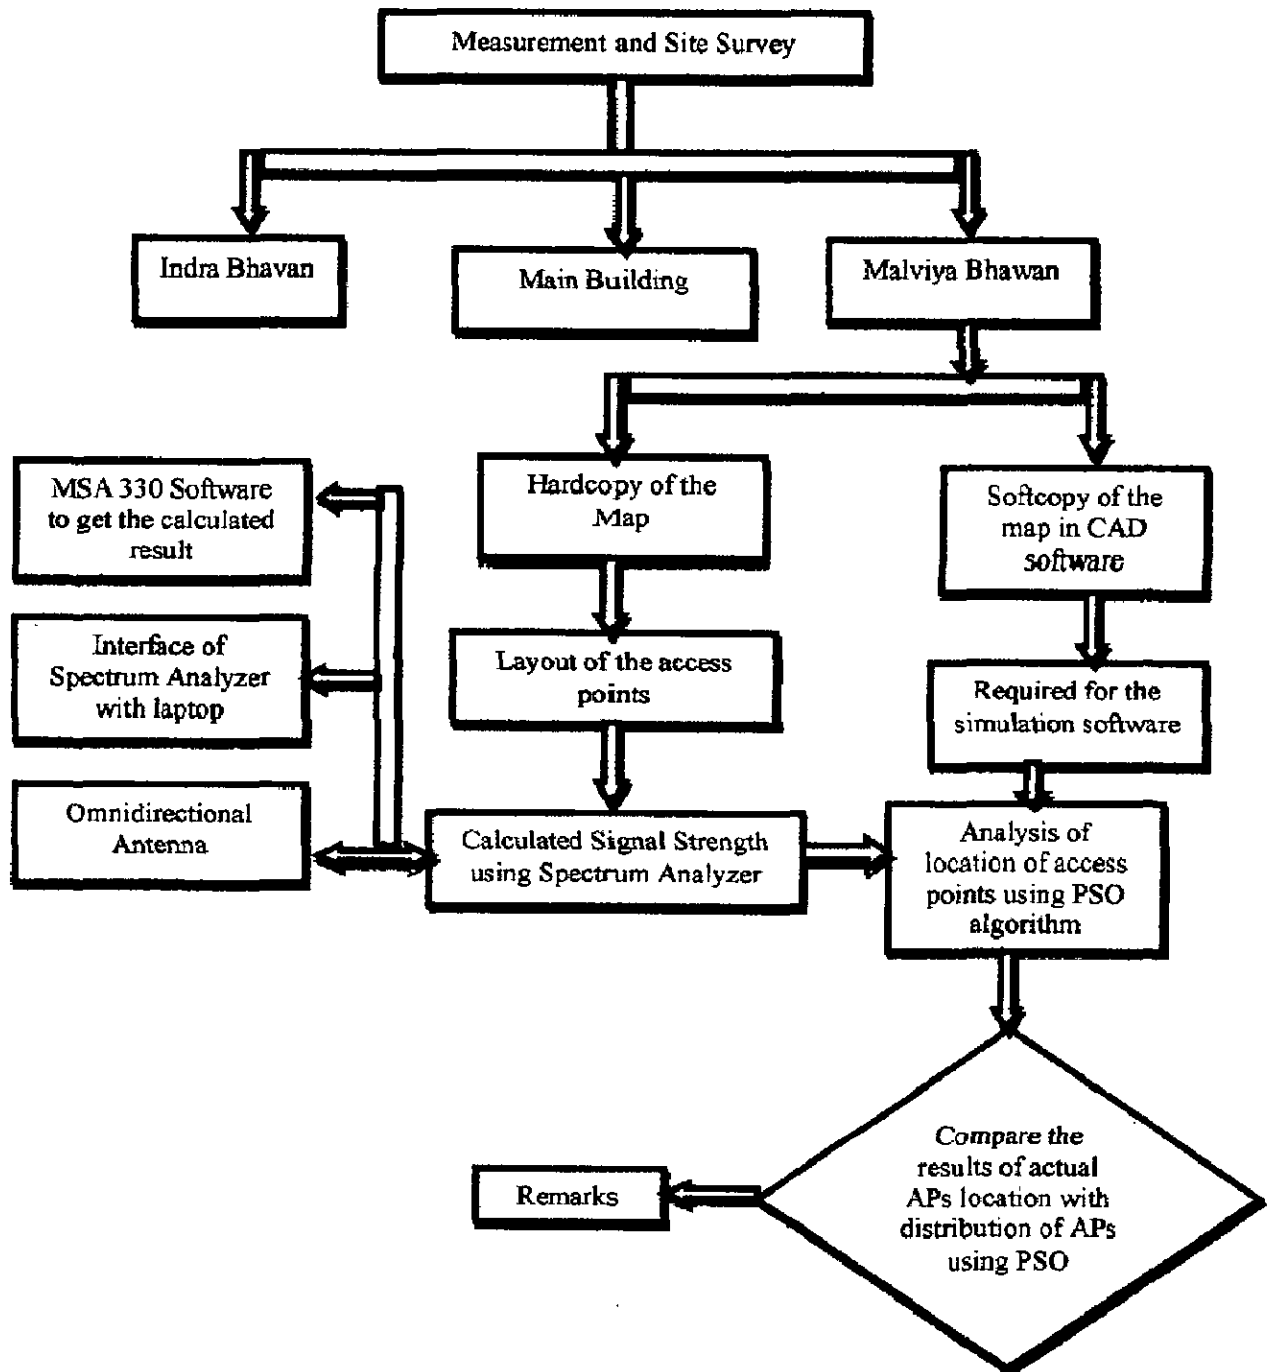 Measurement and Site Survey
Indra Bhavan
Main Building
Malviya Bhawan
Hardcopy of the
Map
Softcopy of the
map in CAD
software
MSA 330 Software
to get the calculated
result
Interface of
Spectrum Analyzer
with laptop
Layout of the access
points
Required for the
simulation software
Omnidirectional
Antenna
Calculated Signal Strength
using Spectrum Analyzer
Analysis of
location of access
points using PSO
algorithm
Compare the
results of actual
APs location with
distribution of APs
using PSO
Remarks